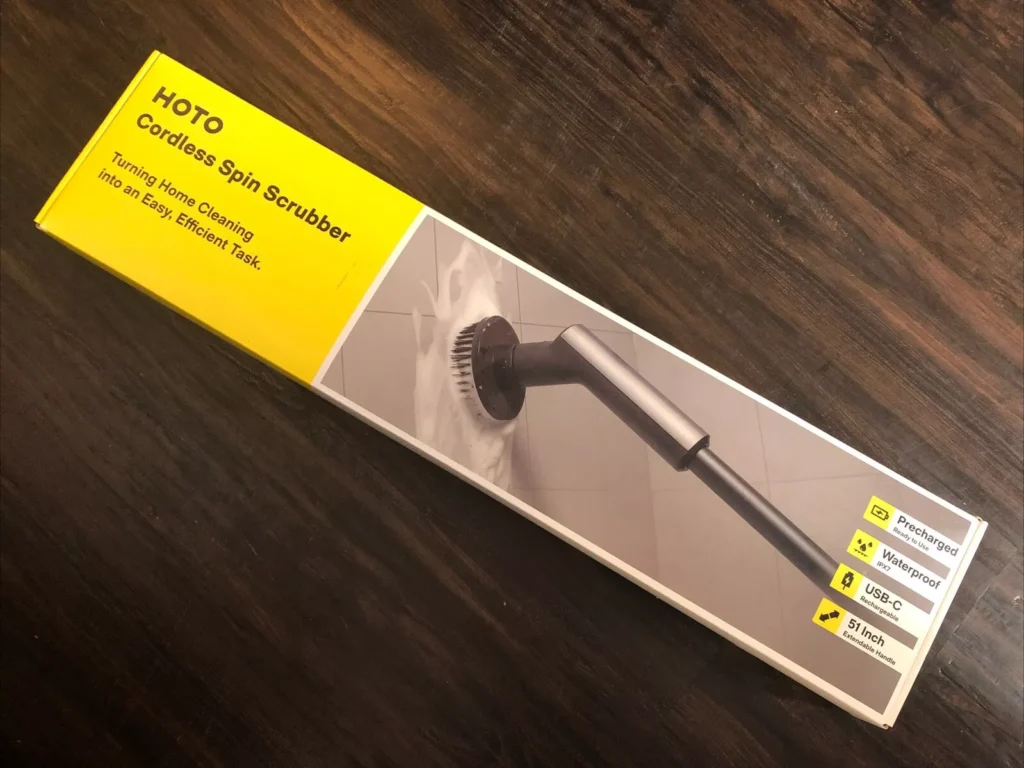 HOTO
Cordless Spin Scrubber
Turning Home Cleaning
into an Easy, Efficient Task.
Precharged
Ready to Use
Waterproof
IPX7
USB-C
Rechargeable
51 Inch
Extendable Handle